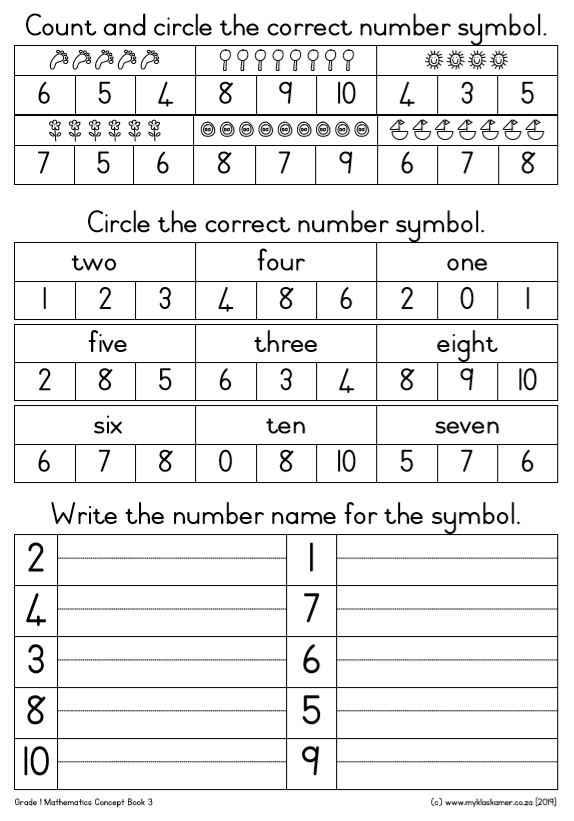 Count and circle the correct number symbol.
6 5 4 8 9 10 4 3 5
7 5 6 8 7 9 6 7 8
Circle the correct number symbol.
two four one
1 2 3 4 8 6 2 0 1
five three eight
2 8 5 6 3 4 8 9 10
six ten seven
6 7 8 0 8 10 5 7 6
Write the number name for the symbol.
2 1
4 7
3 6
8 5
10 9
Grade 1 Mathematics Concept Book 3 (c) www.myklaskamer.co.za [2019]